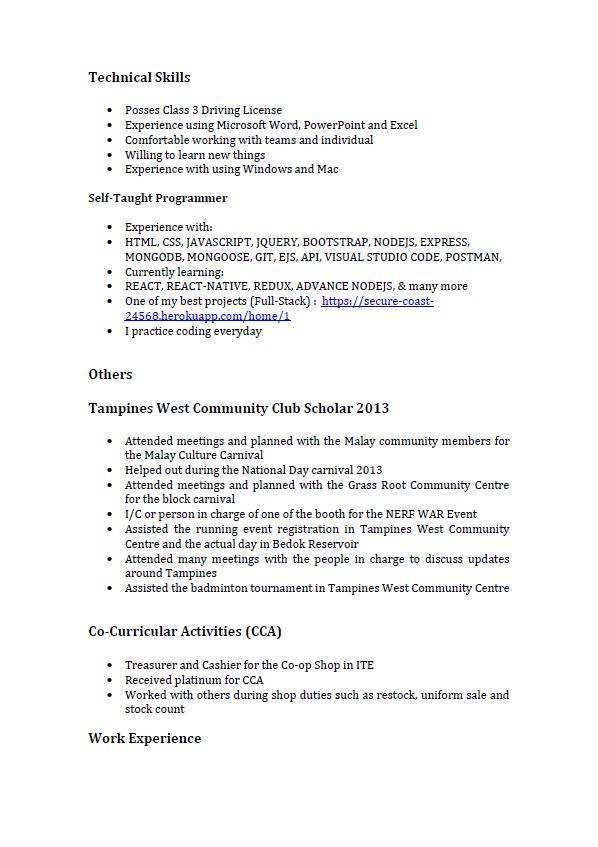 Technical Skills
• Posses Class 3 Driving License
• Experience using Microsoft Word, PowerPoint and Excel
• Comfortable working with teams and individual
• Willing to learn new things
• Experience with using Windows and Mac
Self-Taught Programmer
• Experience with:
• HTML, CSS, JAVASCRIPT, JQUERY, BOOTSTRAP, NODEJS, EXPRESS,
MONGODB, MONGOOSE, GIT, EJS, API, VISUAL STUDIO CODE, POSTMAN,
• Currently learning:
• REACT, REACT-NATIVE, REDUX, ADVANCE NODEJS, & many more
• One of my best projects (Full-Stack) : https://secure-coast-
24568.herokuapp.com/home/1
• I practice coding everyday
Others
Tampines West Community Club Scholar 2013
• Attended meetings and planned with the Malay community members for
the Malay Culture Carnival
• Helped out during the National Day carnival 2013
• Attended meetings and planned with the Grass Root Community Centre
for the block carnival
• I/C or person in charge of one of the booth for the NERF WAR Event
• Assisted the running event registration in Tampines West Community
Centre and the actual day in Bedok Reservoir
• Attended many meetings with the people in charge to discuss updates
around Tampines
• Assisted the badminton tournament in Tampines West Community Centre
Co-Curricular Activities (CCA)
• Treasurer and Cashier for the Co-op Shop in ITE
• Received platinum for CCA
• Worked with others during shop duties such as restock, uniform sale and
stock count
Work Experience